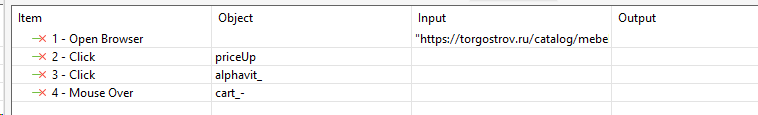 Item Object Input Output
1 - Open Browser "https://torgostrov.ru/catalog/mebe
2 - Click priceUp
3 - Click alphavit_
4 - Mouse Over cart_-